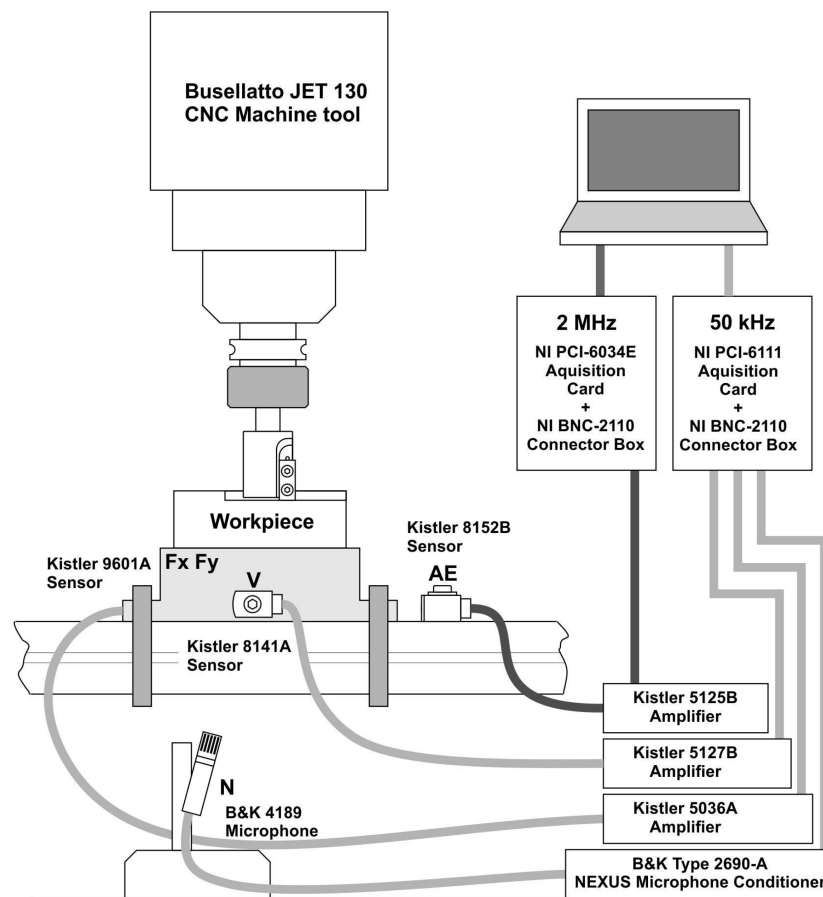 Busellatto JET 130
CNC Machine tool
2 MHz
NI PCI-6034E
Aquisition
Card
+
NI BNC-2110
Connector Box
50 kHz
NI PCI-6111
Aquisition
Card
+
NI BNC-2110
Connector Box
Workpiece
Kistler 9601A
Sensor
Fx Fy
V
Kistler 8152B
Sensor
AE
Kistler 8141A
Sensor
Kistler 5125B
Amplifier
Kistler 5127B
Amplifier
N
B&K 4189
Microphone
Kistler 5036A
Amplifier
B&K Type 2690-A
NEXUS Microphone Conditioner